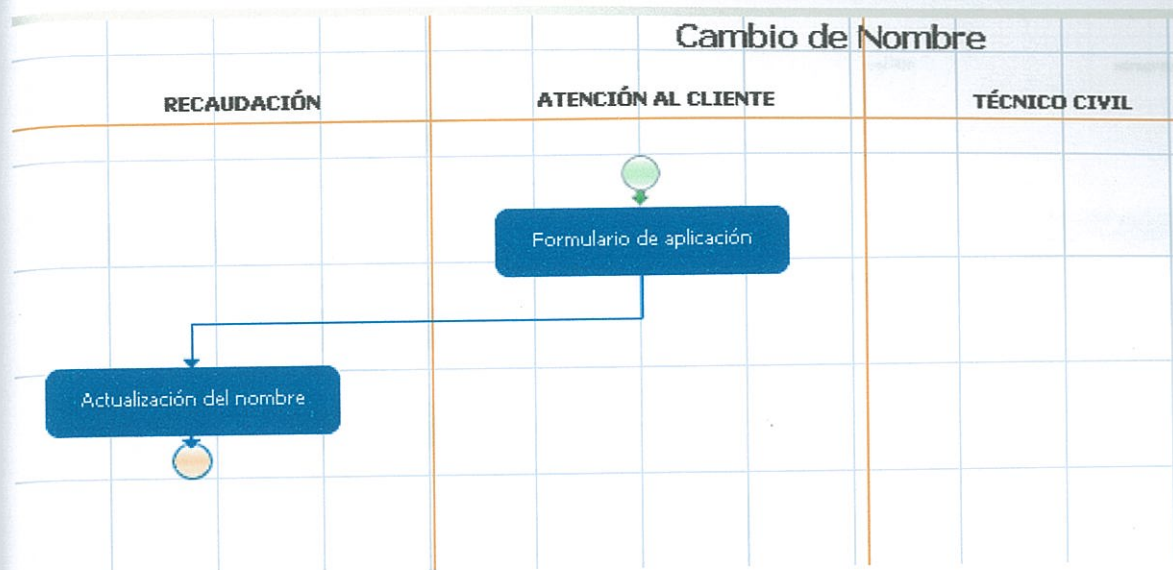 Cambio de Nombre
RECAUDACIÓN
ATENCIÓN AL CLIENTE
TÉCNICO CIVIL
Formulario de aplicación
Actualización del nombre